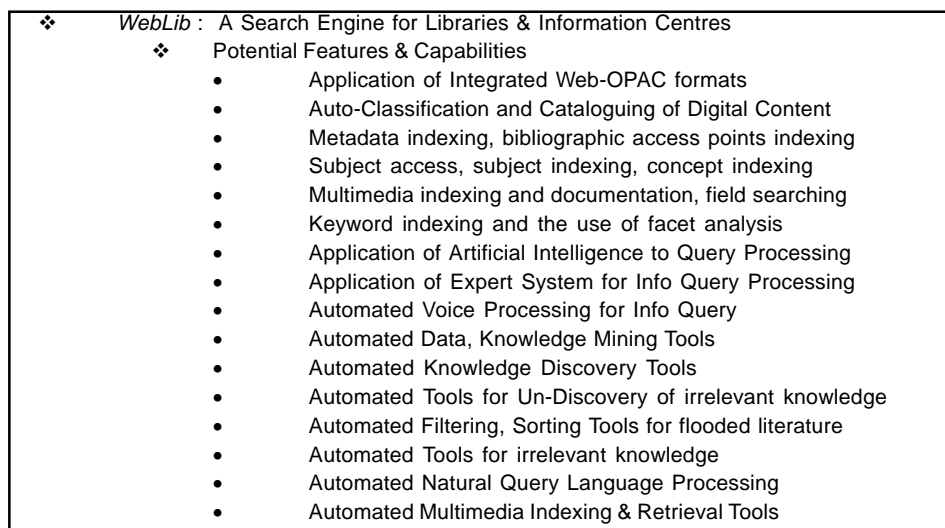 ❖ WebLib : A Search Engine for Libraries & Information Centres
❖ Potential Features & Capabilities
• Application of Integrated Web-OPAC formats
• Auto-Classification and Cataloguing of Digital Content
• Metadata indexing, bibliographic access points indexing
• Subject access, subject indexing, concept indexing
• Multimedia indexing and documentation, field searching
• Keyword indexing and the use of facet analysis
• Application of Artificial Intelligence to Query Processing
• Application of Expert System for Info Query Processing
• Automated Voice Processing for Info Query
• Automated Data, Knowledge Mining Tools
• Automated Knowledge Discovery Tools
• Automated Tools for Un-Discovery of irrelevant knowledge
• Automated Filtering, Sorting Tools for flooded literature
• Automated Tools for irrelevant knowledge
• Automated Natural Query Language Processing
• Automated Multimedia Indexing & Retrieval Tools